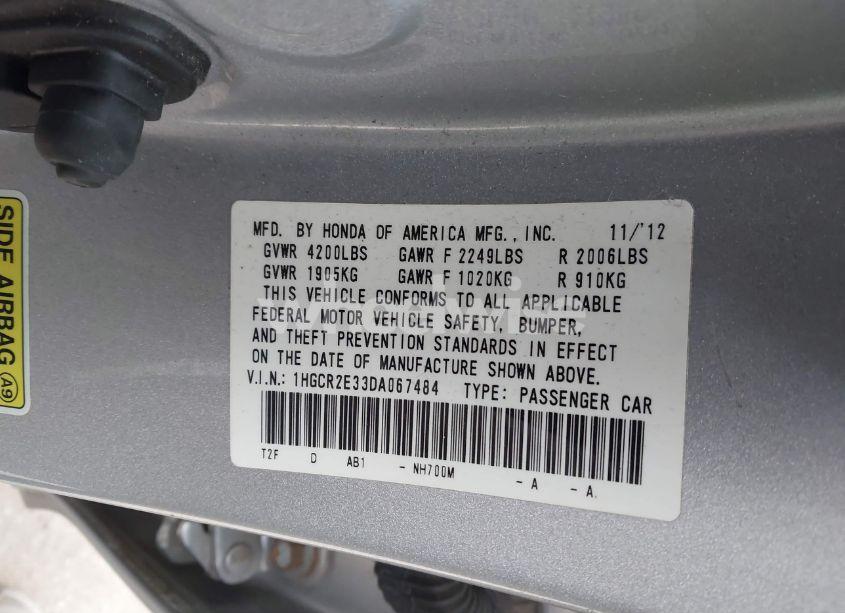 MFD. BY HONDA OF AMERICA MFG., INC. 11/'12
GVWR 4200LBS GAWR F 2249LBS R 2006LBS
GVWR 1905KG GAWR F 1020KG R 910KG
THIS VEHICLE CONFORMS TO ALL APPLICABLE
FEDERAL MOTOR VEHICLE SAFETY, BUMPER,
AND THEFT PREVENTION STANDARDS IN EFFECT
ON THE DATE OF MANUFACTURE SHOWN ABOVE.
V.I.N.: 1HGCR2E33DA067484 TYPE: PASSENGER CAR
T2F D AB1 - NH700M - A - A.
SIDE AIRBAG A9